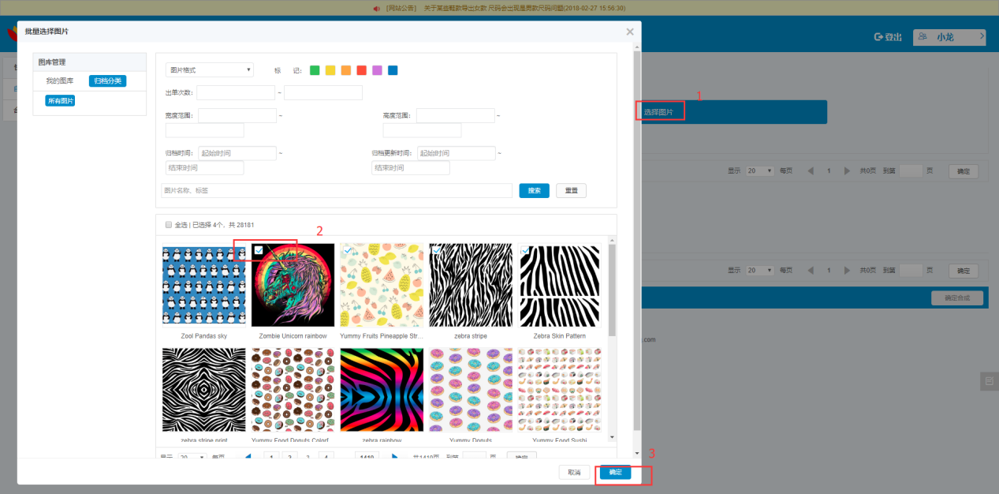 [网站公告] 关于某些鞋款导出女款 尺码会出现是男款尺码问题(2018-02-27 15:56:30)
批量选择图片 ×
登出 小龙
图库管理
我的图库 归档分类
所有图片
图片格式 标 记:
出单次数: ~
宽度范围: ~ 高度范围: ~
归档时间: 起始时间 ~ 归档更新时间: 起始时间 ~
结束时间 结束时间
图片名称、标签 搜索 重置
1
选择图片
显示 20 每页 1 共0页 到第 页 确定
全选 | 已选择 4个，共 28181
2
Zool Pandas sky Zombie Unicorn rainbow Yummy Fruits Pineapple Str... zebra stripe Zebra Skin Pattern
显示 20 每页 1 共0页 到第 页 确定
确定合成
.com
zebra stripe print Yummy Food Donuts Colorf zebra rainbow Yummy Donuts Yummy Food Sushi
显示 20 每页 1 2 3 4 1410 共1410页 到第 页 确定
3
取消 确定